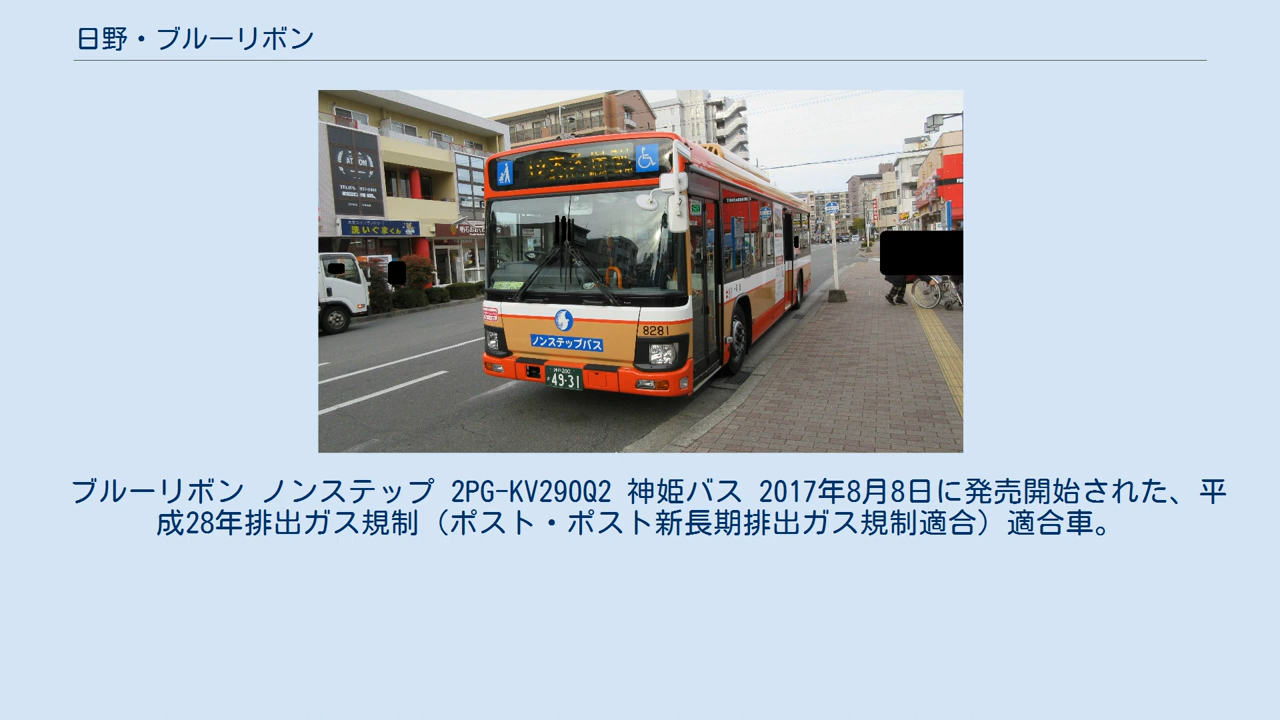 日野・ブルーリボン
洗いぐまくん
8281
ノンステップバス
49-31
ブルーリボン ノンステップ 2PG-KV290Q2 神姫バス 2017年8月8日に発売開始された、平
成28年排出ガス規制（ポスト・ポスト新長期排出ガス規制適合）適合車。